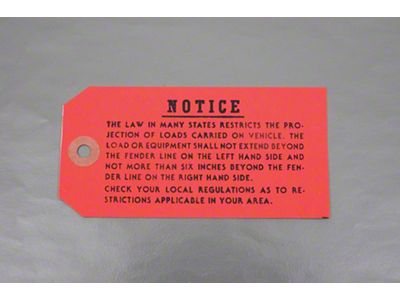 NOTICE
THE LAW IN MANY STATES RESTRICTS THE PRO-
JECTION OF LOADS CARRIED ON VEHICLE. THE
LOAD OR EQUIPMENT SHALL NOT EXTEND BEYOND
THE FENDER LINE ON THE LEFT HAND SIDE AND
NOT MORE THAN SIX INCHES BEYOND THE FEN-
DER LINE ON THE RIGHT HAND SIDE.
CHECK YOUR LOCAL REGULATIONS AS TO RE-
STRICTIONS APPLICABLE IN YOUR AREA.